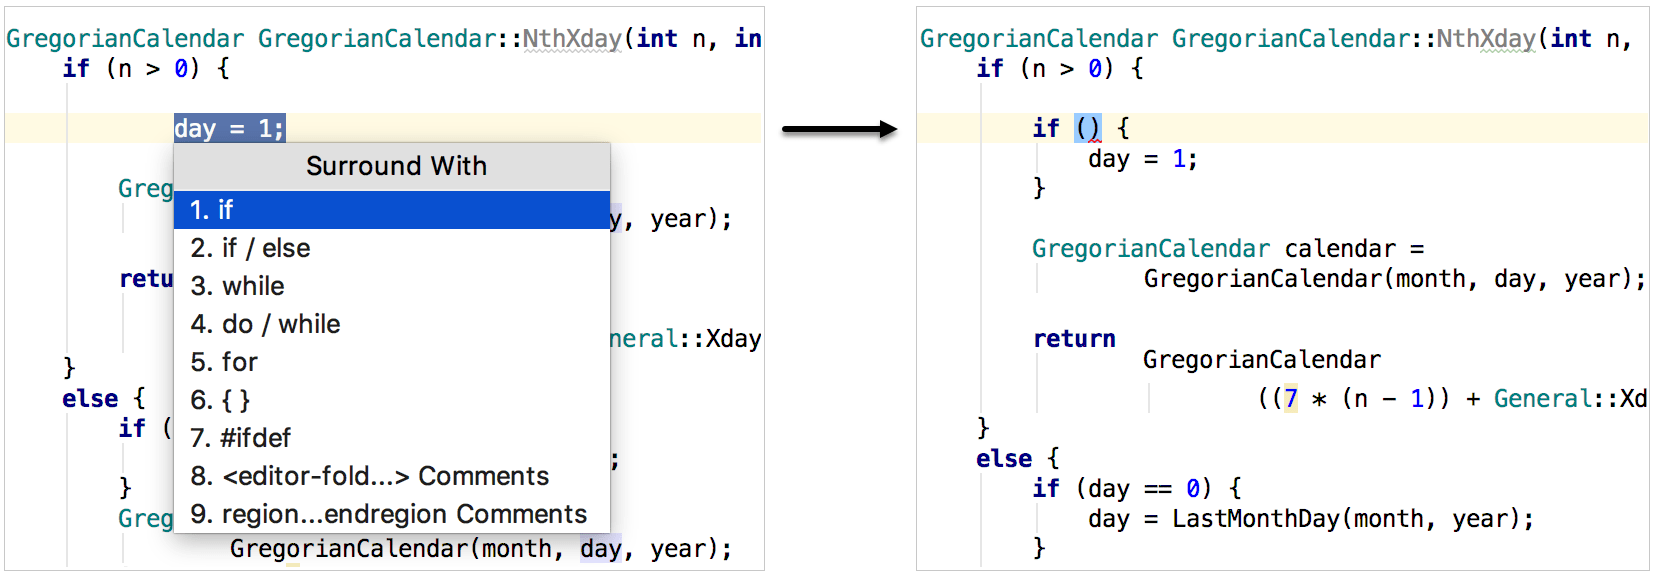 GregorianCalendar GregorianCalendar::NthXday(int n, in
if (n > 0) {
day = 1;
Surround With
Greg
1. if
y, year);
2. if / else
retu
3. while
4. do / while
neral::Xday
}
5. for
else {
6. { }
if (
7. #ifdef
;
8. <editor-fold...> Comments
}
Greg
9. region...endregion Comments
GregorianCalendar(month, day, year);
GregorianCalendar GregorianCalendar::NthXday(int n,
if (n > 0) {
if () {
day = 1;
}
GregorianCalendar calendar =
GregorianCalendar(month, day, year);
return
GregorianCalendar
((7 * (n - 1)) + General::Xd
}
else {
if (day == 0) {
day = LastMonthDay(month, year);
}